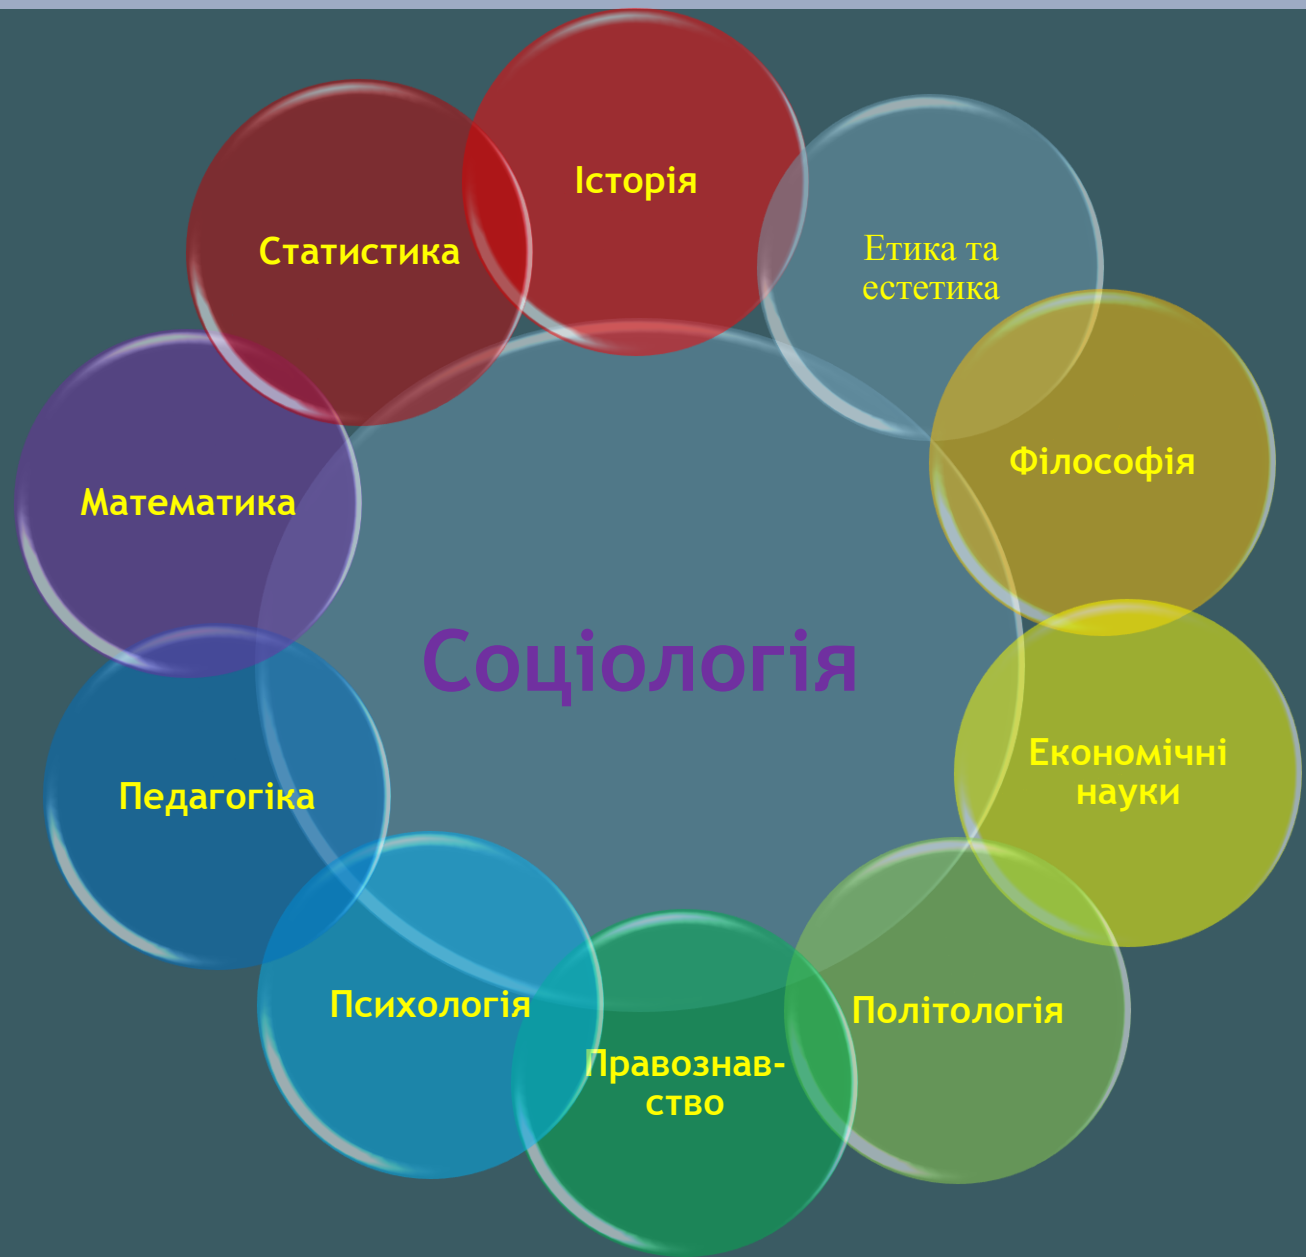 Історія
Етика та
естетика
Статистика
Філософія
Математика
Соціологія
Економічні
науки
Педагогіка
Психологія
Політологія
Правознав-
ство